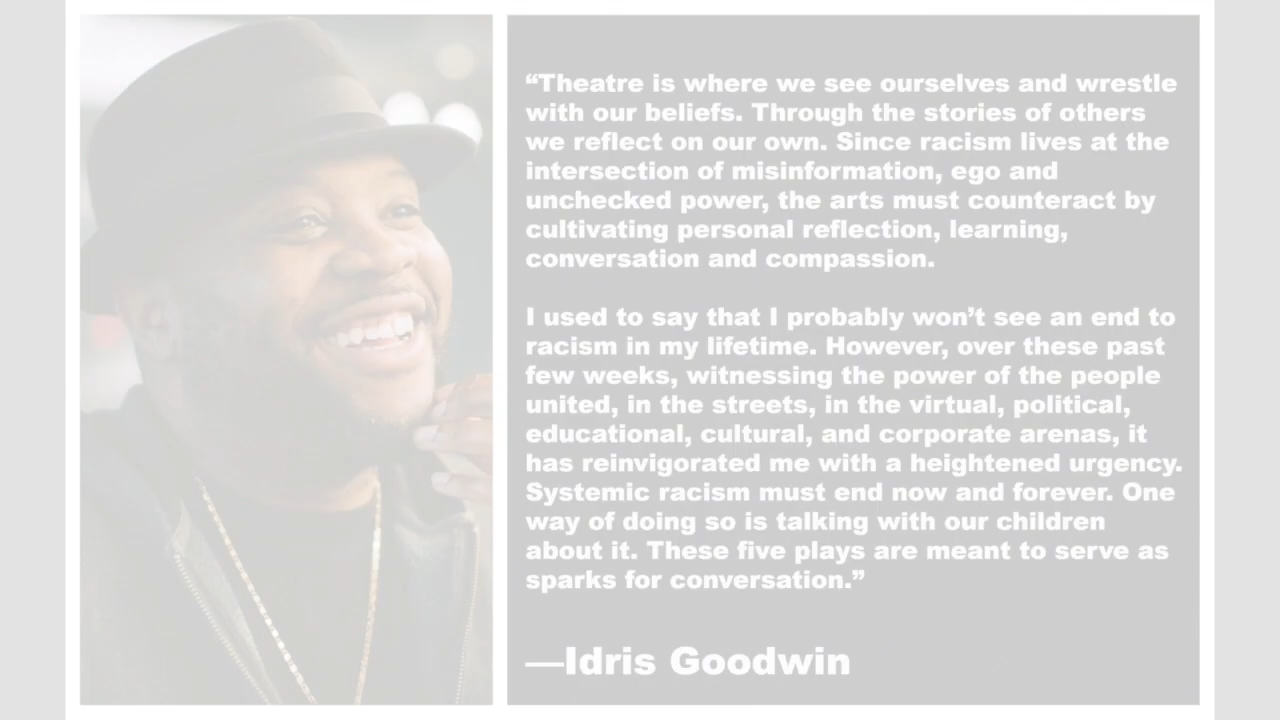 “Theatre is where we see ourselves and wrestle
with our beliefs. Through the stories of others
we reflect on our own. Since racism lives at the
intersection of misinformation, ego and
unchecked power, the arts must counteract by
cultivating personal reflection, learning,
conversation and compassion.
I used to say that I probably won’t see an end to
racism in my lifetime. However, over these past
few weeks, witnessing the power of the people
united, in the streets, in the virtual, political,
educational, cultural, and corporate arenas, it
has reinvigorated me with a heightened urgency.
Systemic racism must end now and forever. One
way of doing so is talking with our children
about it. These five plays are meant to serve as
sparks for conversation.”
—Idris Goodwin